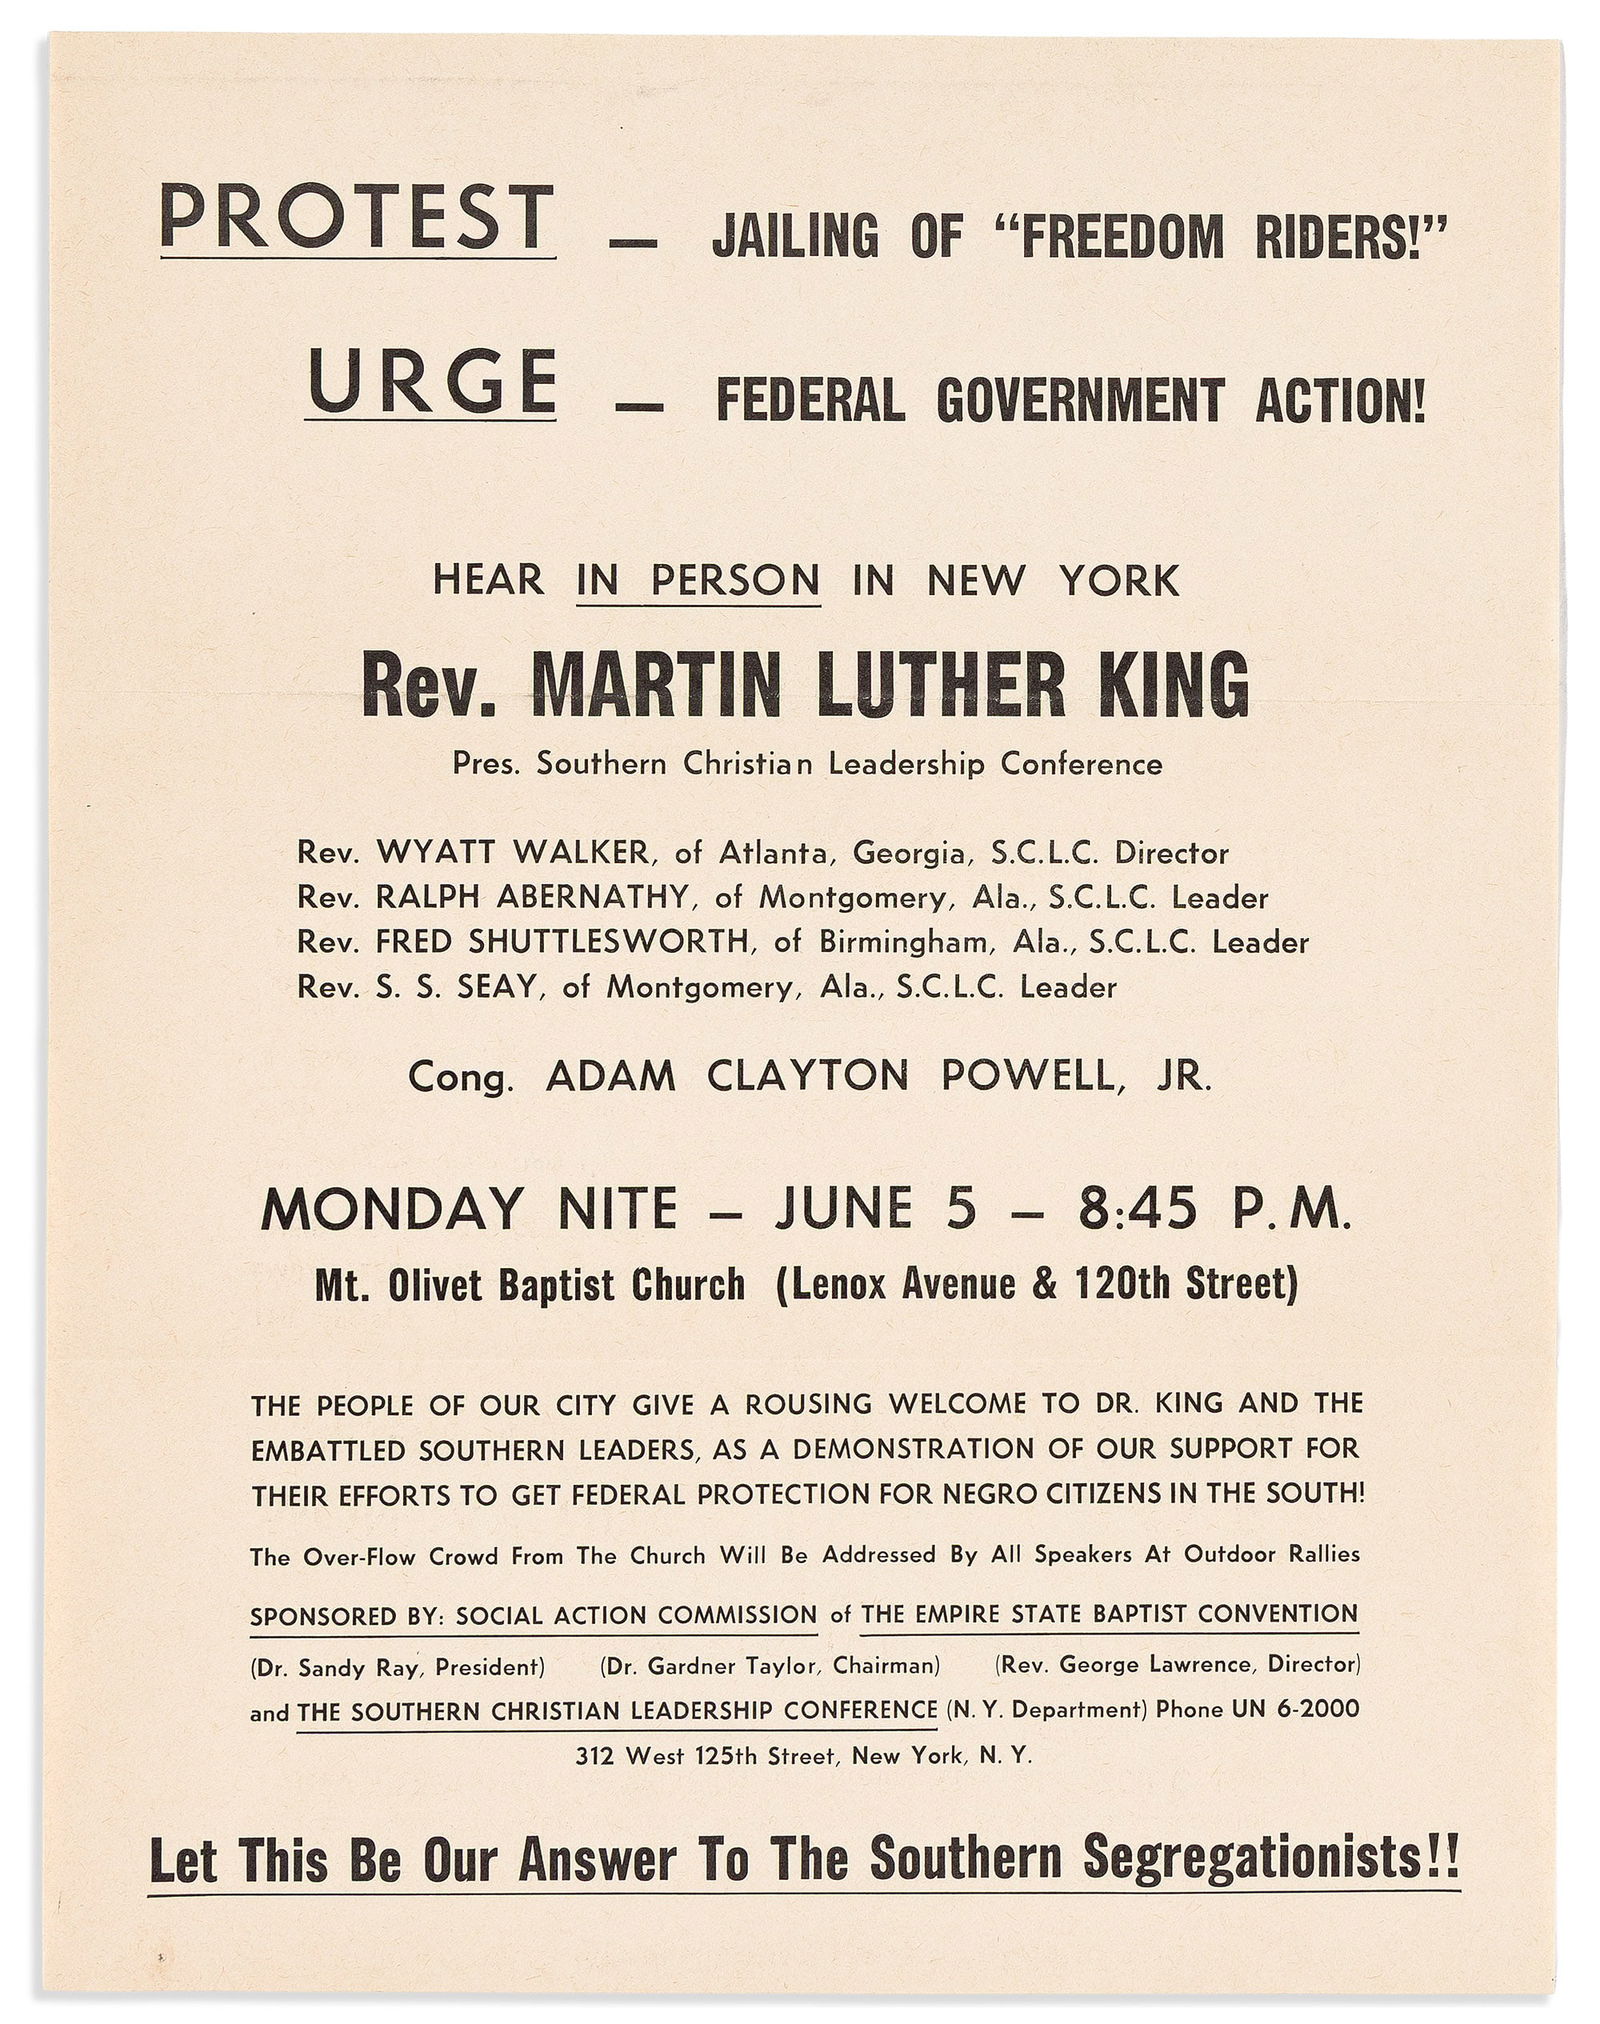 PROTEST — JAILING OF “FREEDOM RIDERS!”
URGE — FEDERAL GOVERNMENT ACTION!
HEAR IN PERSON IN NEW YORK
Rev. MARTIN LUTHER KING
Pres. Southern Christian Leadership Conference
Rev. WYATT WALKER, of Atlanta, Georgia, S.C.L.C. Director
Rev. RALPH ABERNATHY, of Montgomery, Ala., S.C.L.C. Leader
Rev. FRED SHUTTLESWORTH, of Birmingham, Ala., S.C.L.C. Leader
Rev. S. S. SEAY, of Montgomery, Ala., S.C.L.C. Leader
Cong. ADAM CLAYTON POWELL, JR.
MONDAY NITE — JUNE 5 — 8:45 P. M.
Mt. Olivet Baptist Church (Lenox Avenue & 120th Street)
THE PEOPLE OF OUR CITY GIVE A ROUSING WELCOME TO DR. KING AND THE
EMBATTLED SOUTHERN LEADERS, AS A DEMONSTRATION OF OUR SUPPORT FOR
THEIR EFFORTS TO GET FEDERAL PROTECTION FOR NEGRO CITIZENS IN THE SOUTH!
The Over-Flow Crowd From The Church Will Be Addressed By All Speakers At Outdoor Rallies
SPONSORED BY: SOCIAL ACTION COMMISSION of THE EMPIRE STATE BAPTIST CONVENTION
(Dr. Sandy Ray, President) (Dr. Gardner Taylor, Chairman) (Rev. George Lawrence, Director)
and THE SOUTHERN CHRISTIAN LEADERSHIP CONFERENCE (N. Y. Department) Phone UN 6-2000
312 West 125th Street, New York, N. Y.
Let This Be Our Answer To The Southern Segregationists!!